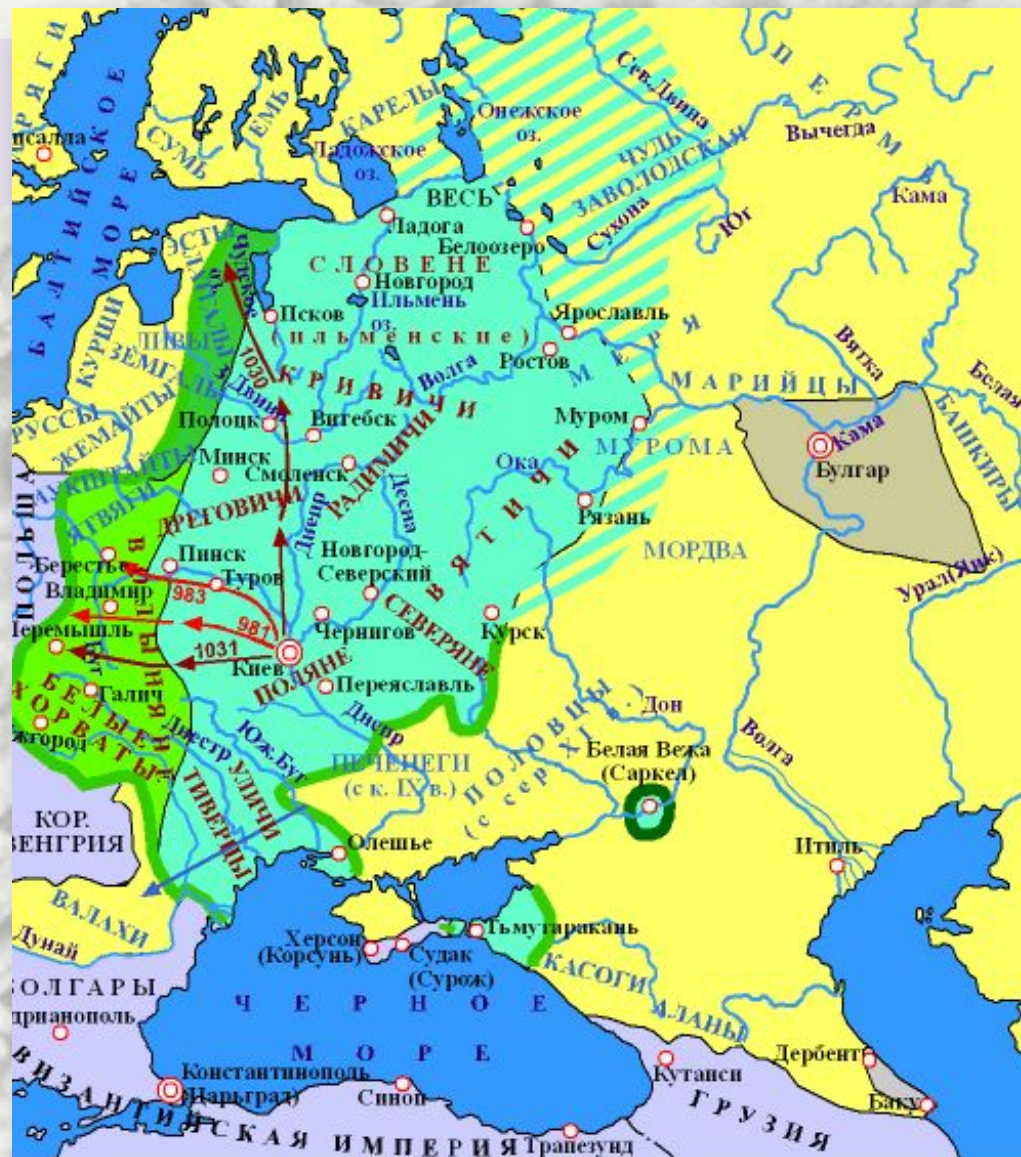 БАЛТИЙСКОЕ
МОРЕ
СУМЬ
ЕМЬ
КАРЕЛЫ
Ладожское
оз.
Онежское
оз.
Сев.Двина
ПЕРМЬ
Вычегда
ЧУДЬ
ЗАВОЛОДСКАЯ
Сухона
Юг
Кама
ВЕСЬ
Ладога
Белоозеро
ЭСТЫ
Чудское
оз.
СЛОВЕНЕ
Новгород
Ильмень
оз.
(ильменские)
Псков
Ярославль
Ростов
МЕРЯ
Вятка
МАРИЙЦЫ
Белая
БАШКИРЫ
КУРШИ
ЛИВЫ
ЗЕМГАЛЫ
ЖЕМАЙТЫ
1030
КРИВИЧИ
Волга
Двина
Полоцк
Витебск
Муром
МУРОМА
Кама
Булгар
Минск
Смоленск
РАДИМИЧИ
Ока
Рязань
МОРДВА
ЯТВЯГИ
ДРЕГОВИЧИ
Днепр
Десна
ВЯТИЧИ
Урал(Яик)
ПОЛЬША
Берестье
Пинск
Туров
983
Новгород-
Северский
Владимир
ВОЛЫНЯНЕ
981
Чернигов
СЕВЕРЯНЕ
Курск
1031
Киев
ПОЛЯНЕ
Переяславль
Галич
БЕЛЫЕ
ХОРВАТЫ
Днестр
Юж.Буг
Днепр
Дон
Волга
ПЕЧЕНЕГИ
(с к. IX в.)
ПОЛОВЦЫ
(с сер. XI в.)
Белая Вежа
(Саркел)
УЛИЧИ
ТИВЕРЦЫ
КОР.
Олешье
Итиль
ВАЛАХИ
Дунай
Херсон
(Корсунь)
Судак
(Сурож)
Тьмутаракань
КАСОГИ
АЛАНЫ
ЧЕРНОЕ
МОРЕ
Константинополь
(Царьград)
Синоп
Трапезунд
Кутаиси
ГРУЗИЯ
Дербент
Баку
ВИЗАНТИЙСКАЯ ИМПЕРИЯ